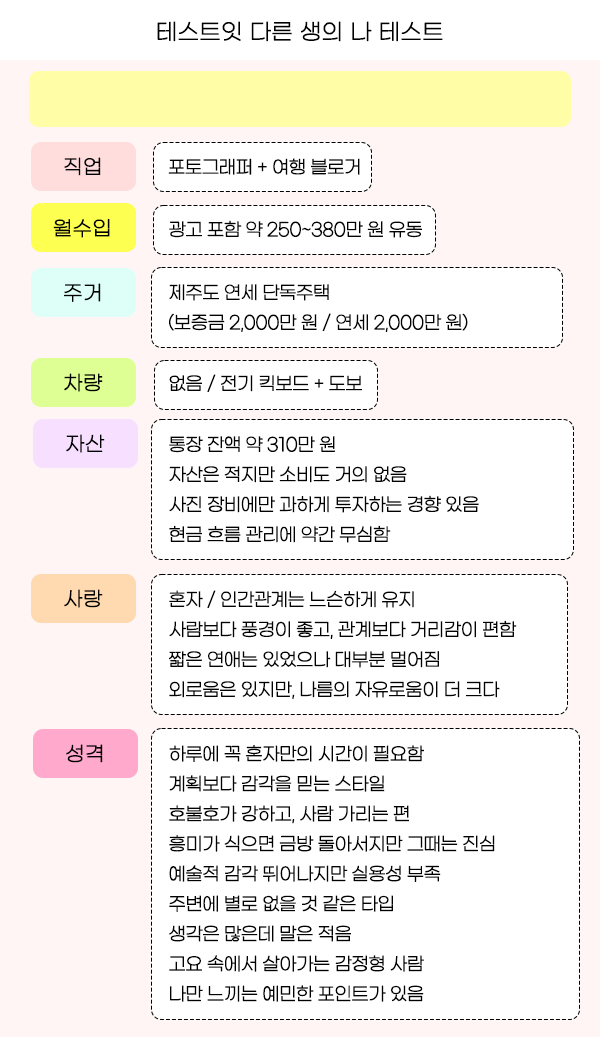 테스트잇 다른 생의 나 테스트
직업
포토그래퍼 + 여행 블로거
월수입
광고 포함 약 250~380만 원 유동
주거
제주도 연세 단독주택
(보증금 2,000만 원 / 연세 2,000만 원)
차량
없음 / 전기 킥보드 + 도보
자산
통장 잔액 약 310만 원
자산은 적지만 소비도 거의 없음
사진 장비에만 과하게 투자하는 경향 있음
현금 흐름 관리에 약간 무심함
사랑
혼자 / 인간관계는 느슨하게 유지
사람보다 풍경이 좋고, 관계보다 거리감이 편함
짧은 연애는 있었으나 대부분 멀어짐
외로움은 있지만, 나름의 자유로움이 더 크다
성격
하루에 꼭 혼자만의 시간이 필요함
계획보다 감각을 믿는 스타일
호불호가 강하고, 사람 가리는 편
흥미가 식으면 금방 돌아서지만 그때는 진심
예술적 감각 뛰어나지만 실용성 부족
주변에 별로 없을 것 같은 타입
생각은 많은데 말은 적음
고요 속에서 살아가는 감정형 사람
나만 느끼는 예민한 포인트가 있음